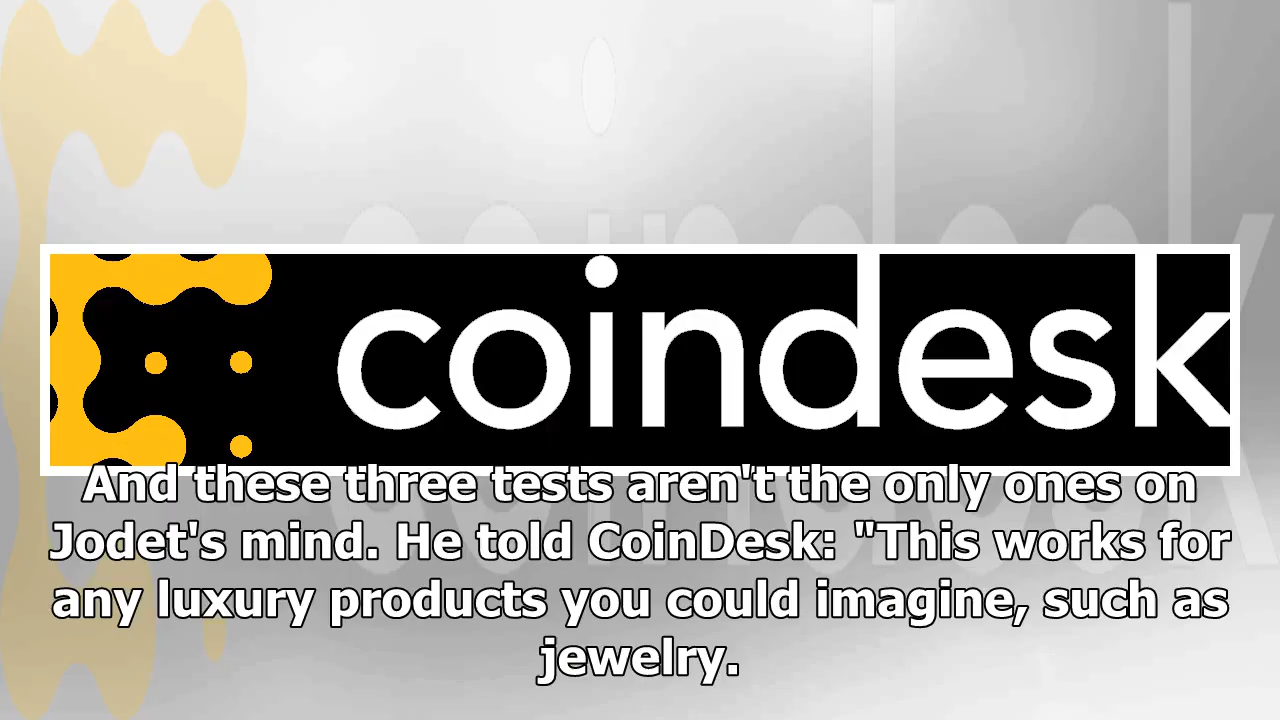 coindesk
And these three tests aren't the only ones on
Jodet's mind. He told CoinDesk: "This works for
any luxury products you could imagine, such as
jewelry.